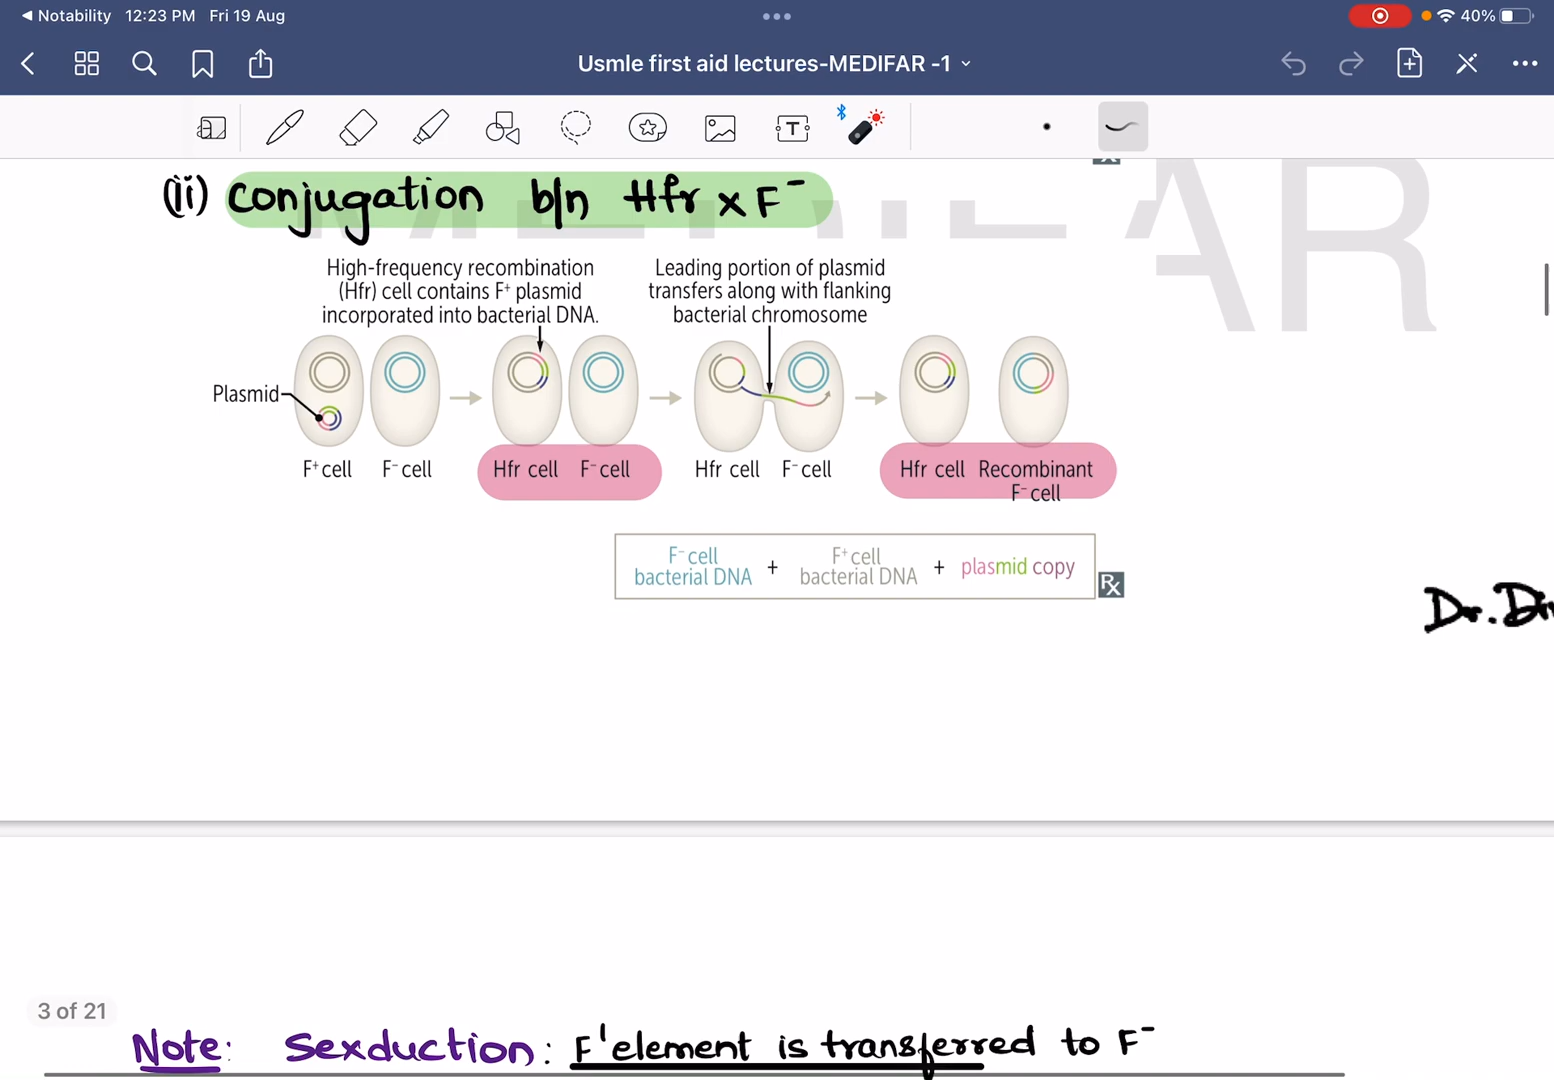 Notability 12:23 PM Fri 19 Aug
40%
Usmle first aid lectures-MEDIFAR -1
T
(ii) Conjugation b/n Hfr x F⁻
AR
High-frequency recombination
(Hfr) cell contains F⁺ plasmid
incorporated into bacterial DNA.
Leading portion of plasmid
transfers along with flanking
bacterial chromosome
Plasmid
F⁺ cell F⁻ cell Hfr cell F⁻ cell Hfr cell F⁻ cell Hfr cell Recombinant
F⁻ cell
F⁻ cell
bacterial DNA
+
F⁺ cell
bacterial DNA
+
plasmid copy
Rx
3 of 21
Note: Sexduction: F' element is transferred to F⁻